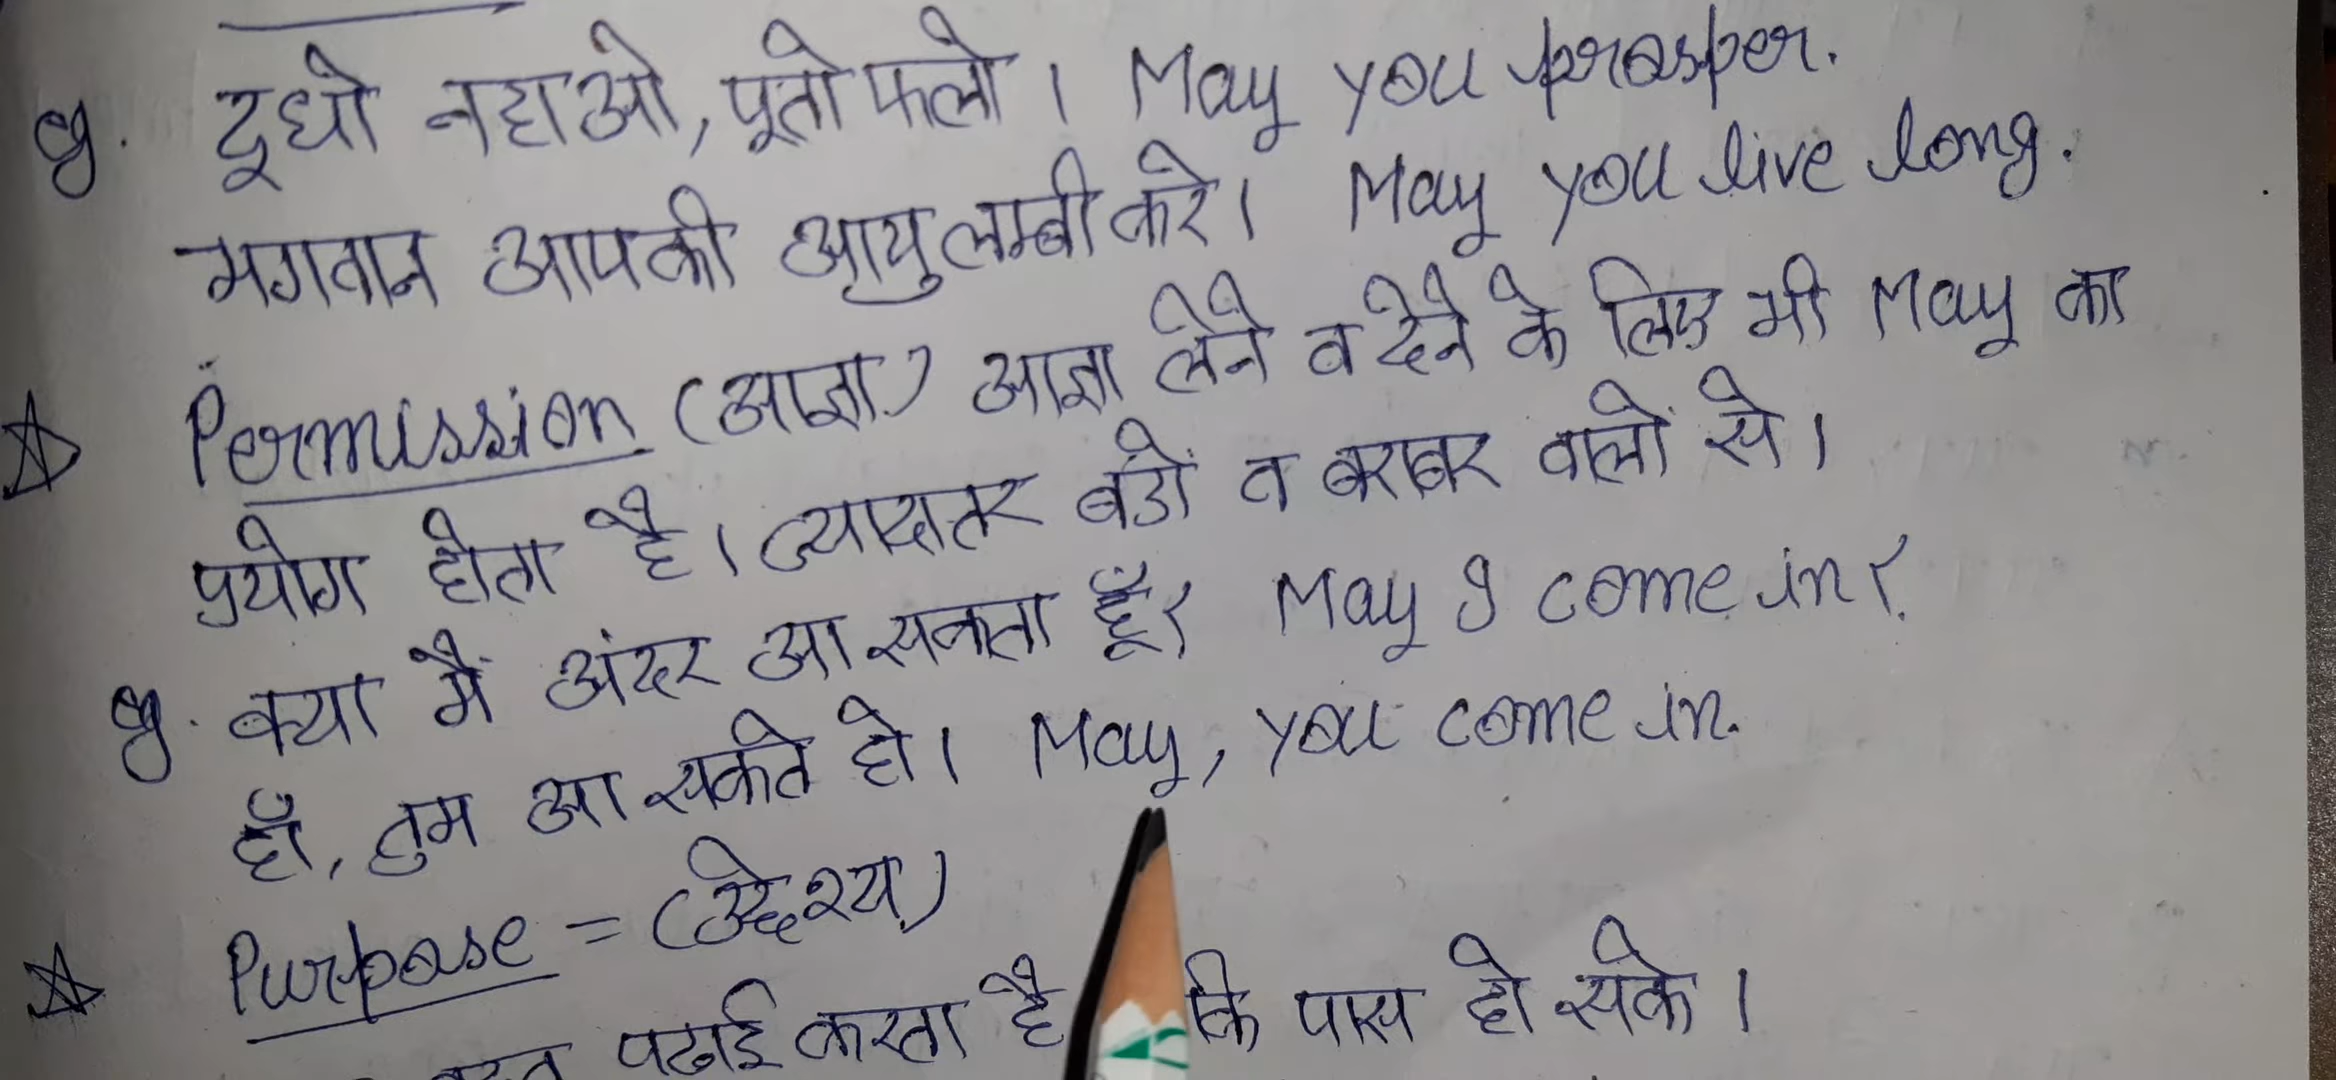 eg. दूधो नहाओ, पूतो फलो। May you prosper.
भगवान आपकी आयु लम्बी करे। May you live long.
☆ Permission (आज्ञा) आज्ञा लेने व देने के लिए भी May का
प्रयोग होता है। ज्यादातर बडों व बराबर वालों से।
eg. क्या मैं अंदर आ सकता हूँ? May I come in?
हाँ, तुम आ सकते हो। May, you come in.
☆ Purpose = (उद्देश्य)
पढाई करता है कि पास हो सके।